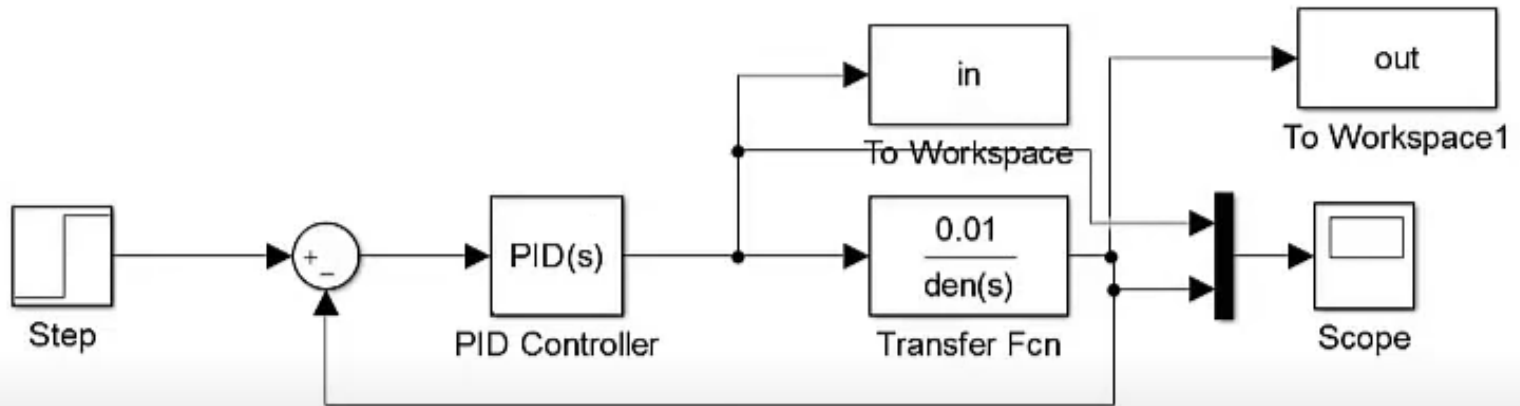 in
To Workspace
out
To Workspace1
Step
+
−
PID(s)
PID Controller
0.01
den(s)
Transfer Fcn
Scope